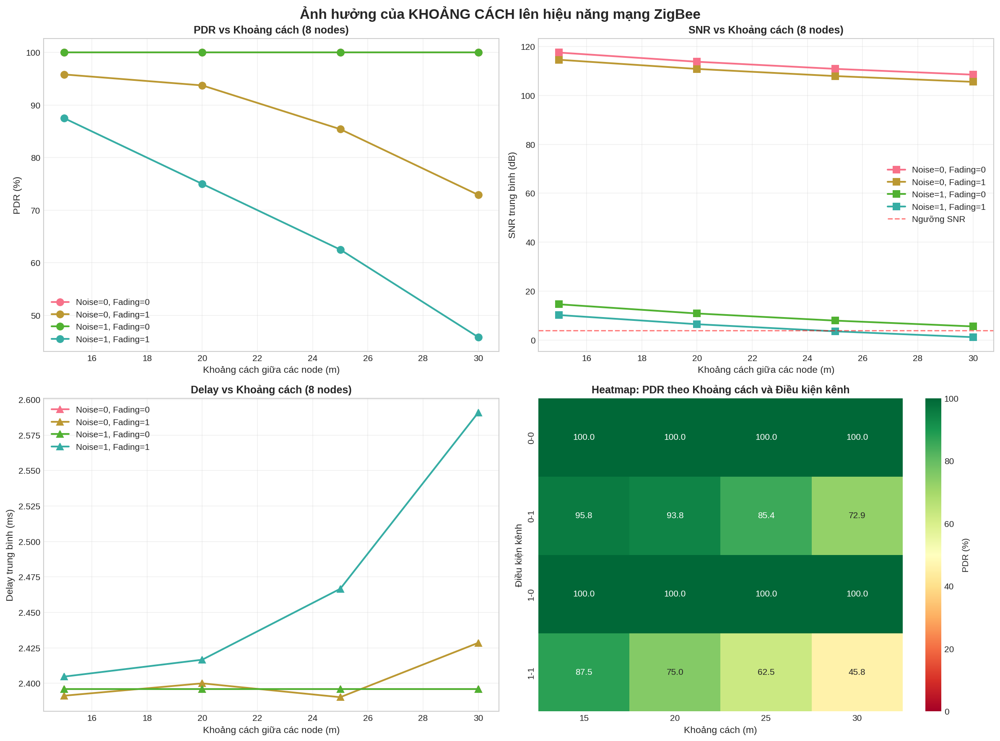 Ảnh hưởng của KHOẢNG CÁCH lên hiệu năng mạng ZigBee
PDR vs Khoảng cách (8 nodes)
PDR (%)
100
90
80
70
60
50
Noise=0, Fading=0
Noise=0, Fading=1
Noise=1, Fading=0
Noise=1, Fading=1
16 18 20 22 24 26 28 30
Khoảng cách giữa các node (m)
SNR vs Khoảng cách (8 nodes)
SNR trung bình (dB)
120
100
80
60
40
20
0
Noise=0, Fading=0
Noise=0, Fading=1
Noise=1, Fading=0
Noise=1, Fading=1
Ngưỡng SNR
16 18 20 22 24 26 28 30
Khoảng cách giữa các node (m)
Delay vs Khoảng cách (8 nodes)
Delay trung bình (ms)
2.600
2.575
2.550
2.525
2.500
2.475
2.450
2.425
2.400
Noise=0, Fading=0
Noise=0, Fading=1
Noise=1, Fading=0
Noise=1, Fading=1
16 18 20 22 24 26 28 30
Khoảng cách giữa các node (m)
Heatmap: PDR theo Khoảng cách và Điều kiện kênh
Điều kiện kênh
0-0 100.0 100.0 100.0 100.0
0-1 95.8 93.8 85.4 72.9
1-0 100.0 100.0 100.0 100.0
1-1 87.5 75.0 62.5 45.8
15 20 25 30
Khoảng cách (m)
100
80
60
40
20
0
PDR (%)